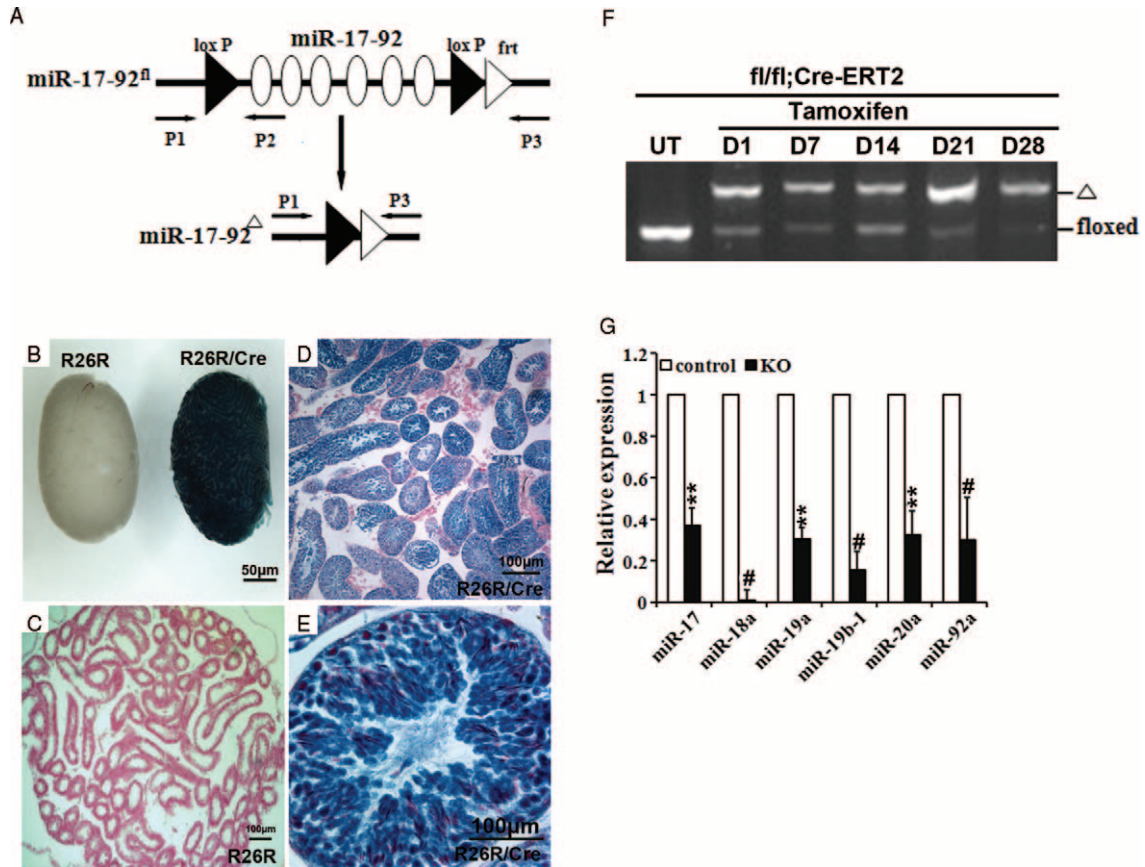 A
lox P
miR-17-92
lox P
frt
miR-17-92fl
P1
P2
P3
P1
P3
miR-17-92△
F
fl/fl;Cre-ERT2
Tamoxifen
UT D1 D7 D14 D21 D28
△
floxed
B
R26R
R26R/Cre
50μm
D
100μm
R26R/Cre
C
100μm
R26R
E
100μm
R26R/Cre
G
control KO
Relative expression
1.2
1
0.8
0.6
0.4
0.2
0
** # ** # ** #
miR-17 miR-18a miR-19a miR-19b-1 miR-20a miR-92a